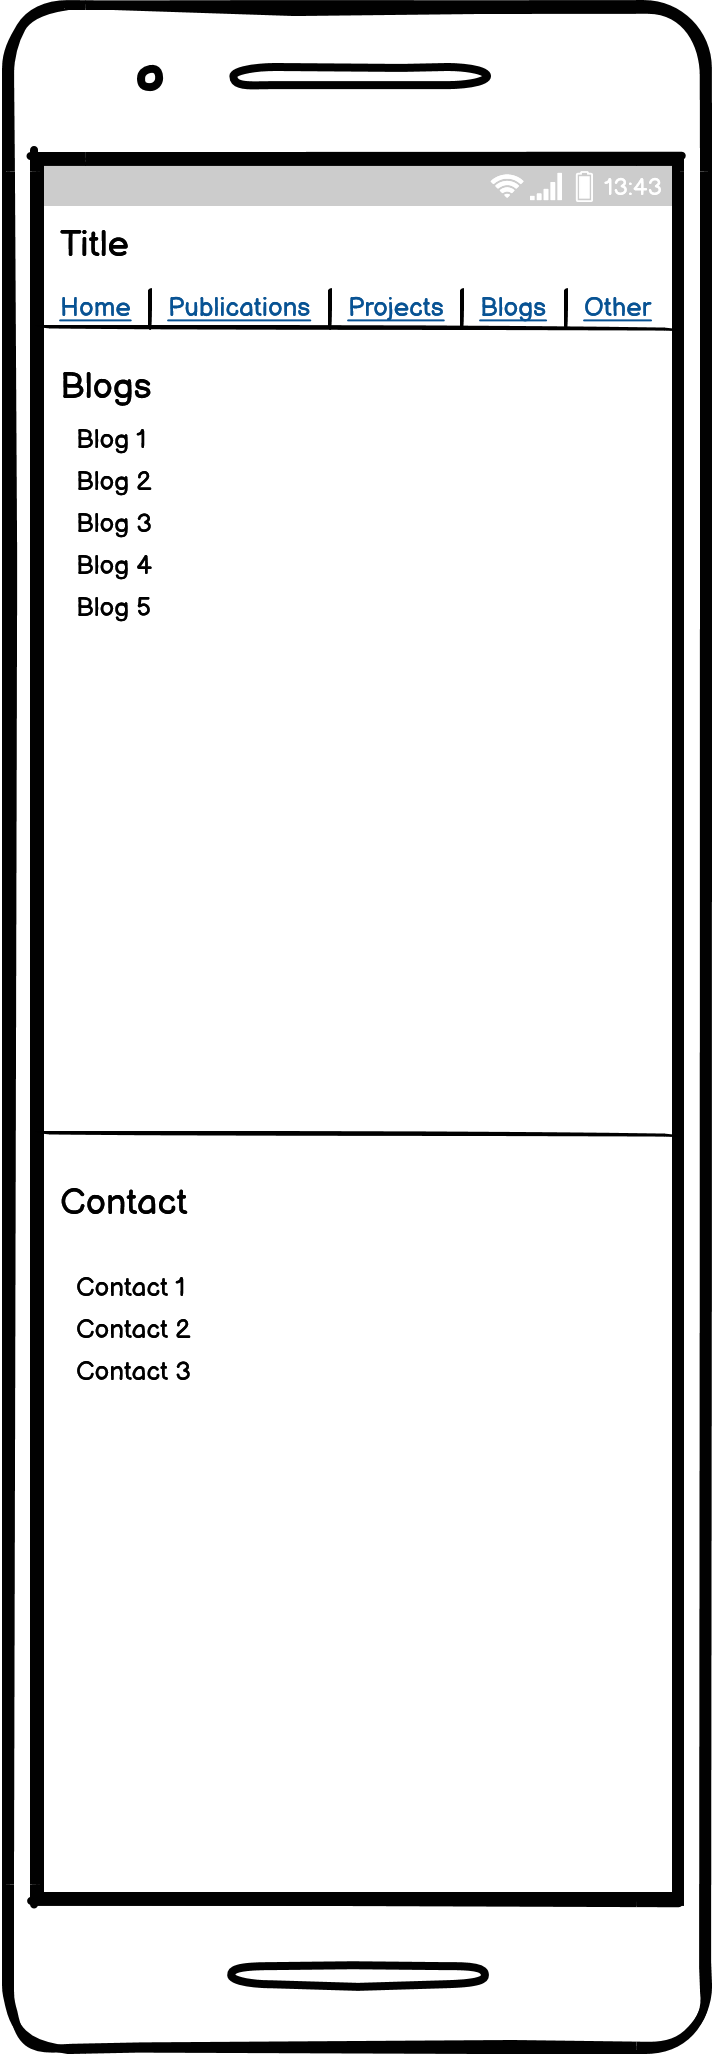 13:43
Title
Home Publications Projects Blogs Other
Blogs
Blog 1
Blog 2
Blog 3
Blog 4
Blog 5
Contact
Contact 1
Contact 2
Contact 3